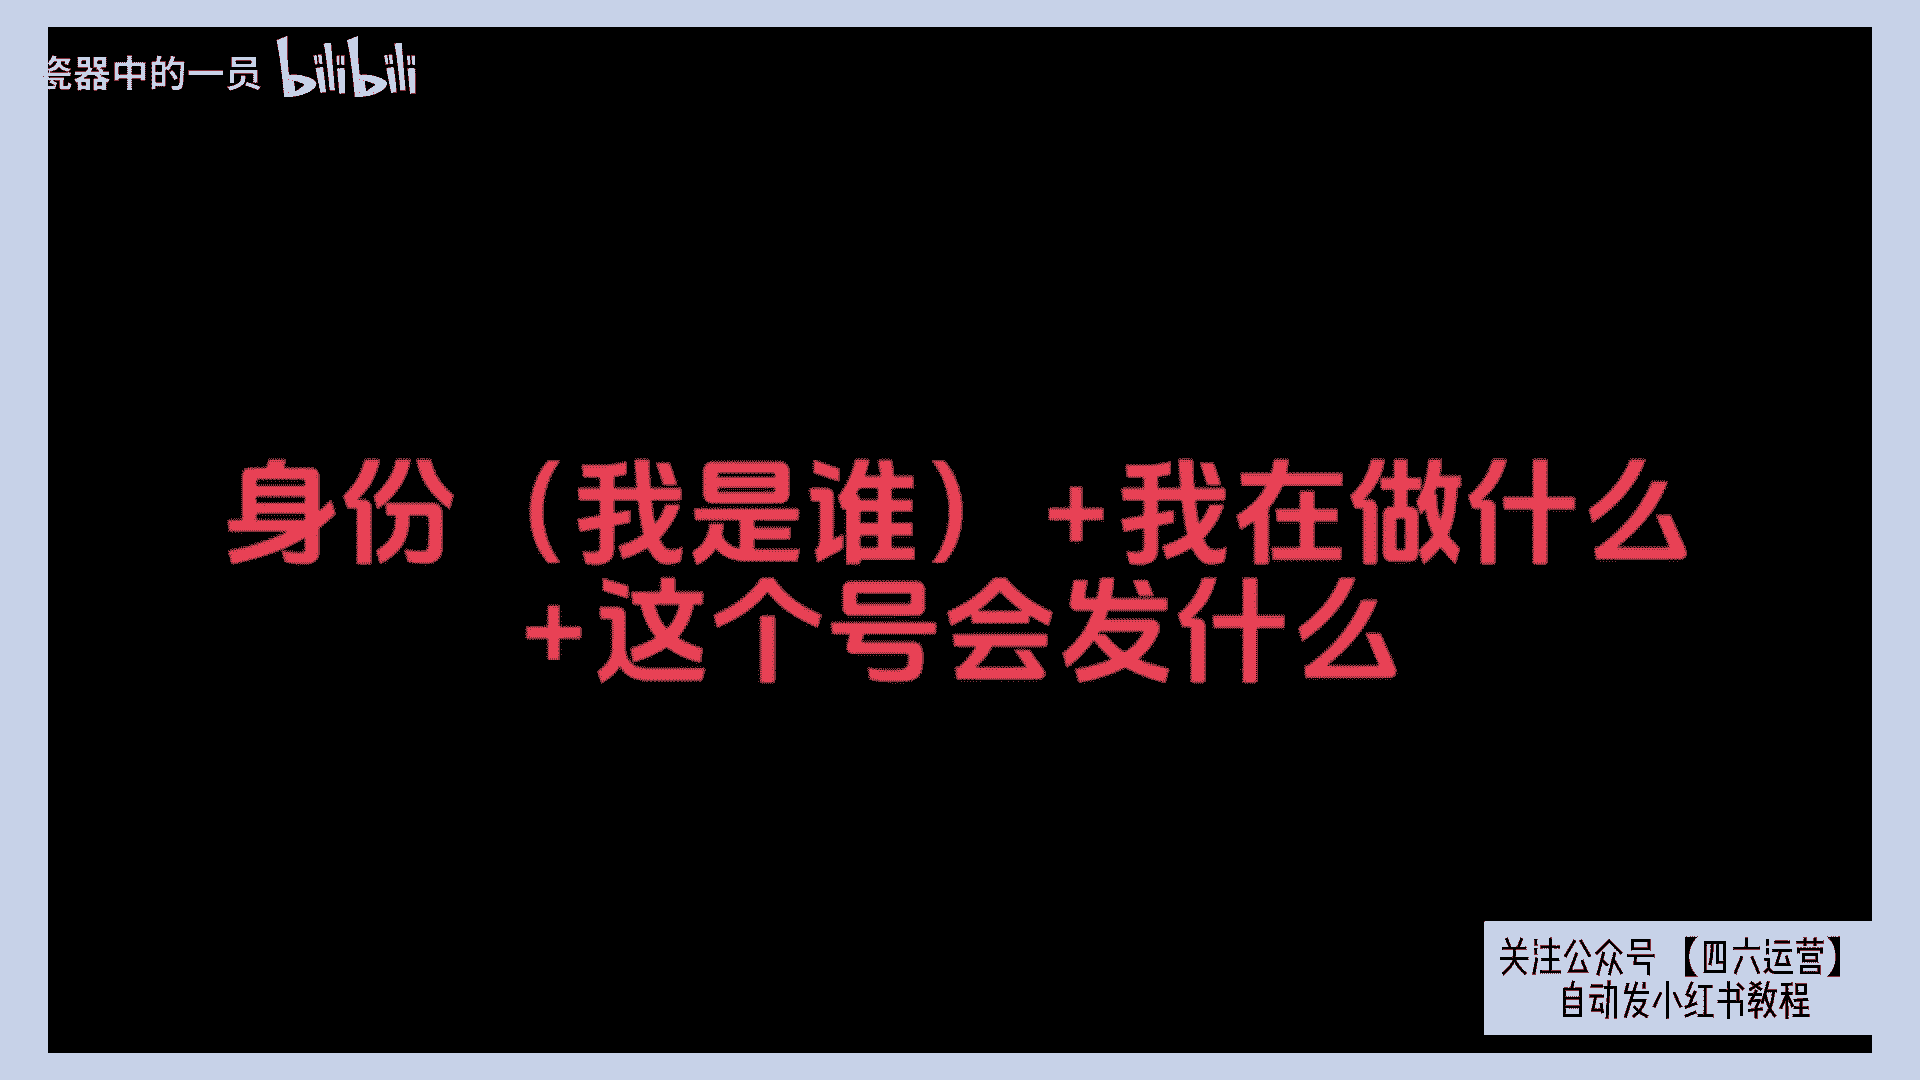 瓷器中的一员 bilibili
身份（我是谁）+我在做什么
+这个号会发什么
关注公众号【四六运营】
自动发小红书教程